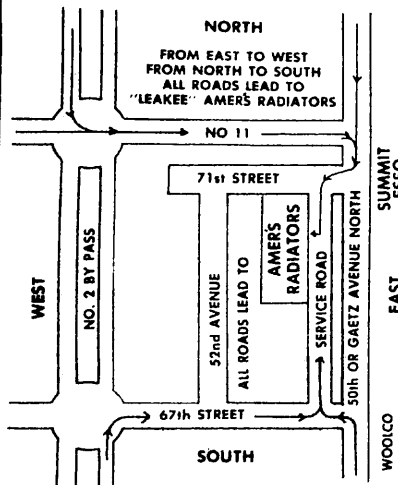 NORTH
FROM EAST TO WEST
FROM NORTH TO SOUTH
ALL ROADS LEAD TO
"LEAKEE" AMER'S RADIATORS
NO 11
71st STREET
SUMMIT
ESSO
WEST
NO. 2 BY PASS
52nd AVENUE
ALL ROADS LEAD TO
AMER'S
RADIATORS
SERVICE ROAD
50th OR GAETZ AVENUE NORTH
EAST
67th STREET
SOUTH
WOOLCO